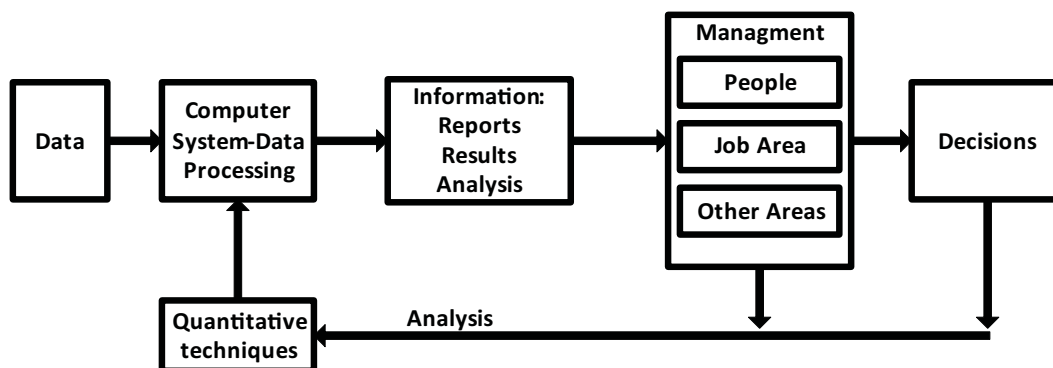 Data
Computer
System-Data
Processing
Information:
Reports
Results
Analysis
Managment
People
Job Area
Other Areas
Decisions
Quantitative
techniques
Analysis